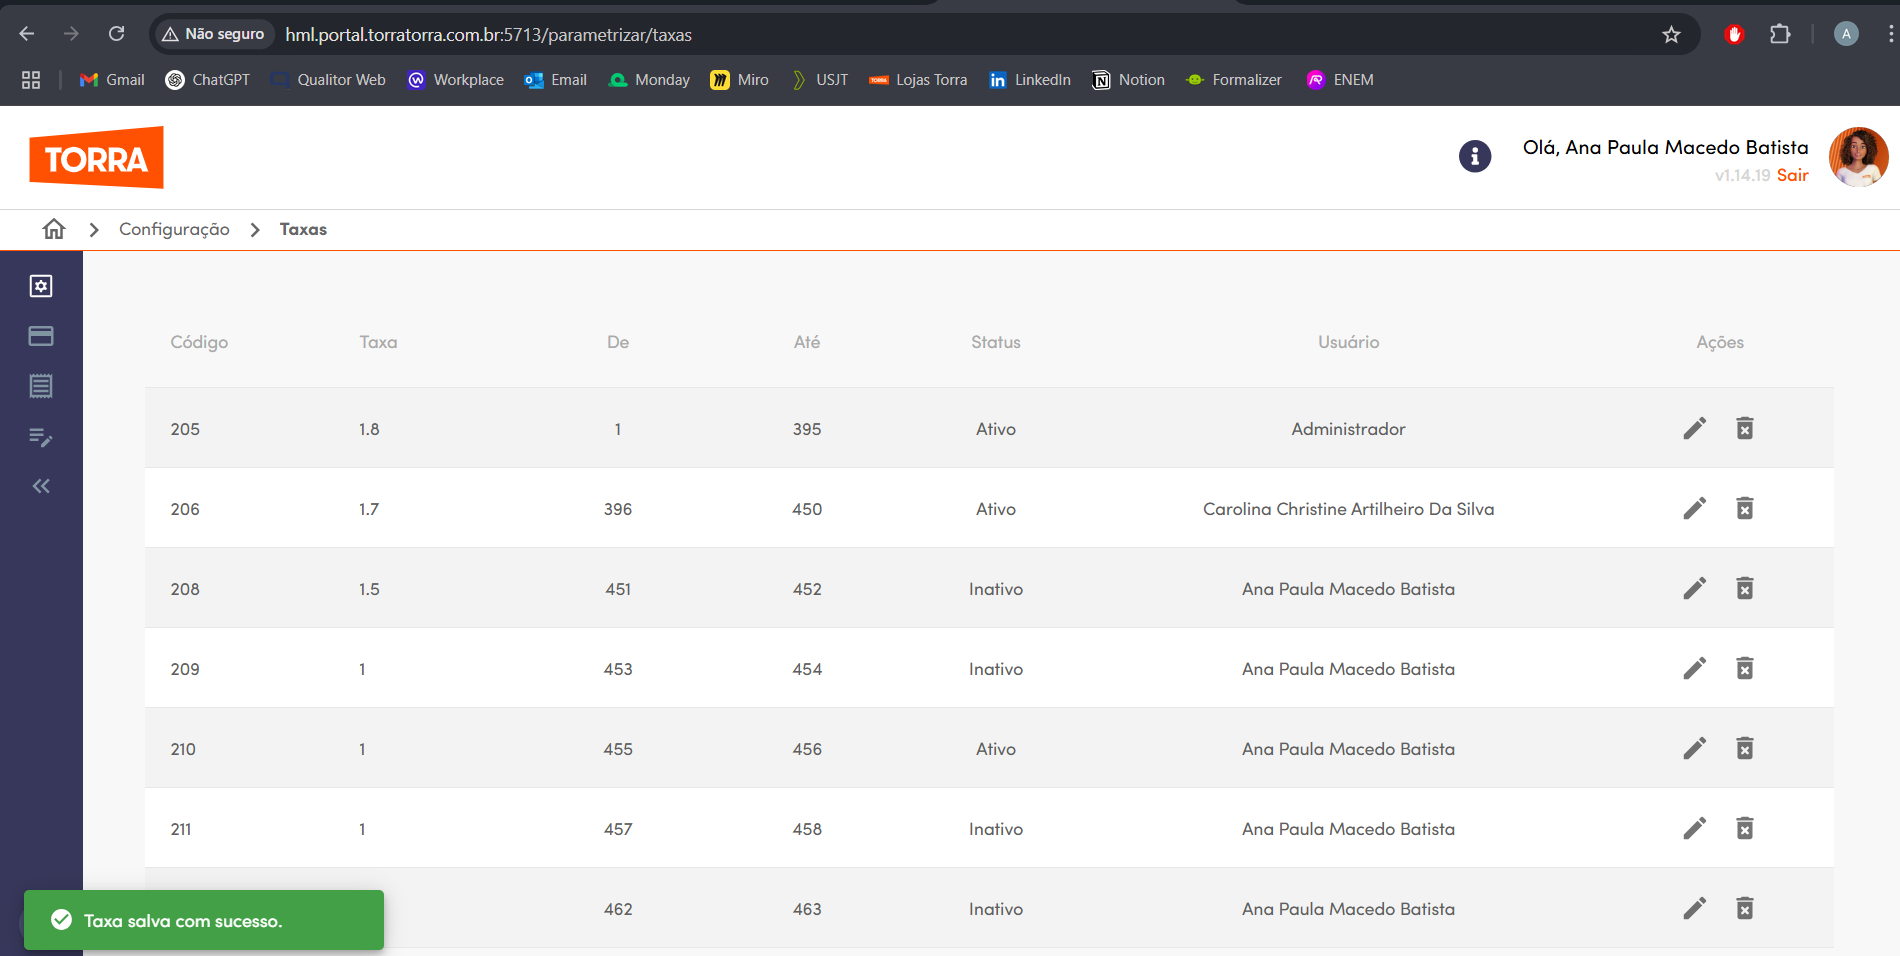 Não seguro hml.portal.torratorra.com.br:5713/parametrizar/taxas A
Gmail ChatGPT Qualitor Web Workplace Email Monday Miro USJT Lojas Torra LinkedIn Notion Formalizer ENEM
TORRA
Olá, Ana Paula Macedo Batista
v1.14.19 Sair
Configuração Taxas
Código Taxa De Até Status Usuário Ações
205 1.8 1 395 Ativo Administrador
206 1.7 396 450 Ativo Carolina Christine Artilheiro Da Silva
208 1.5 451 452 Inativo Ana Paula Macedo Batista
209 1 453 454 Inativo Ana Paula Macedo Batista
210 1 455 456 Ativo Ana Paula Macedo Batista
211 1 457 458 Inativo Ana Paula Macedo Batista
462 463 Inativo Ana Paula Macedo Batista
Taxa salva com sucesso.